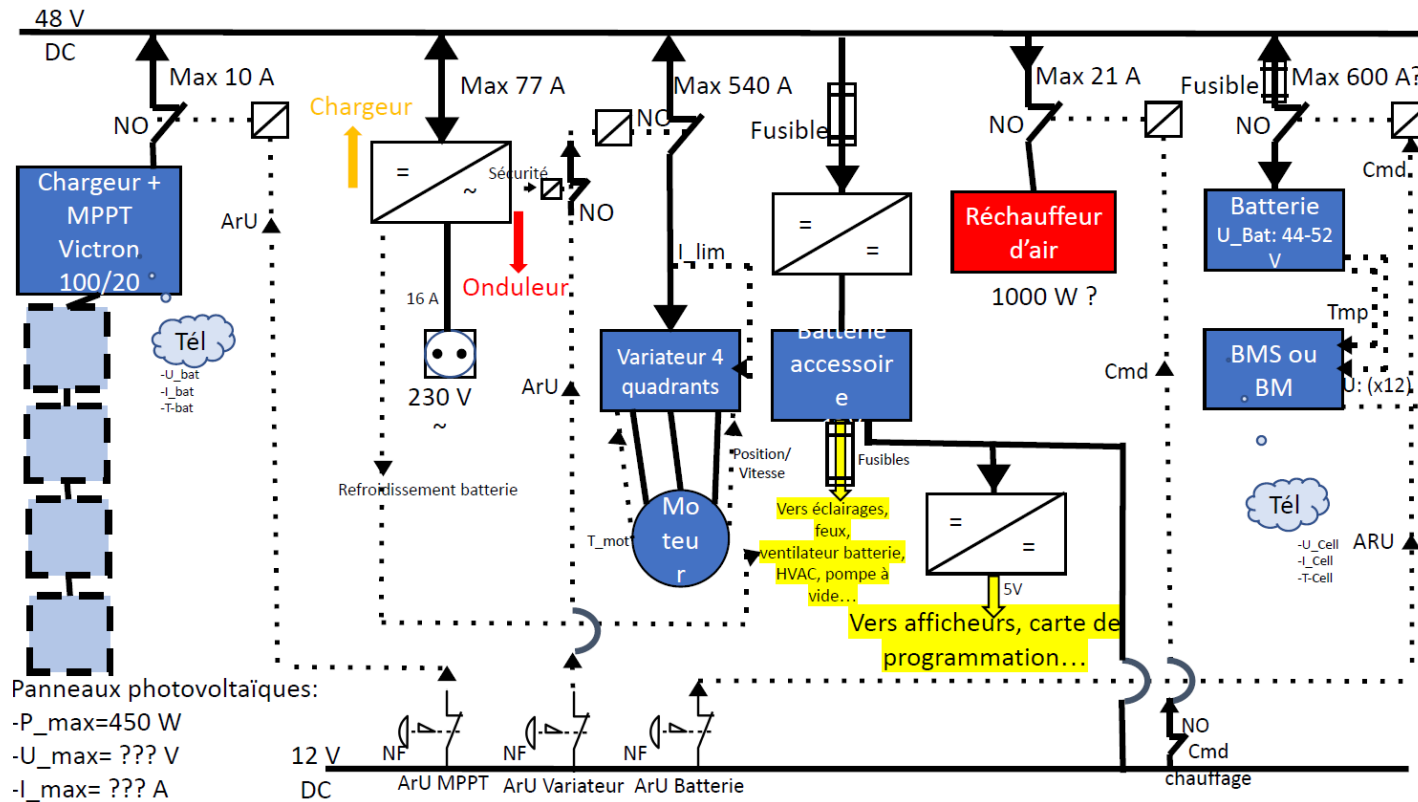 48 V
DC
Max 10 A
NO
Chargeur +
MPPT
Victron
100/20
ArU
Tél
-U_bat
-I_bat
-T-bat
Panneaux photovoltaïques:
-P_max=450 W
-U_max= ??? V
-I_max= ??? A
Max 77 A
Chargeur
=
~
Sécurité
NO
Onduleur
16 A
230 V
~
Refroidissement batterie
ArU
Max 540 A
NO
I_lim
Variateur 4
quadrants
Position/
Vitesse
T_mot
Mo
teu
r
Fusible
=
=
Batterie
accessoir
e
Fusibles
Vers éclairages,
feux,
ventilateur batterie,
HVAC, pompe à
vide…
=
=
5V
Vers afficheurs, carte de
programmation…
Max 21 A
NO
Réchauffeur
d'air
1000 W ?
Cmd
Fusible
Max 600 A?
NO
Cmd
Batterie
U_Bat: 44-52
V
Tmp
BMS ou
BM
U: (x12)
Tél
-U_Cell
-I_Cell
-T-Cell
ARU
12 V
DC
NF
ArU MPPT
NF
ArU Variateur
NF
ArU Batterie
NO
Cmd
chauffage